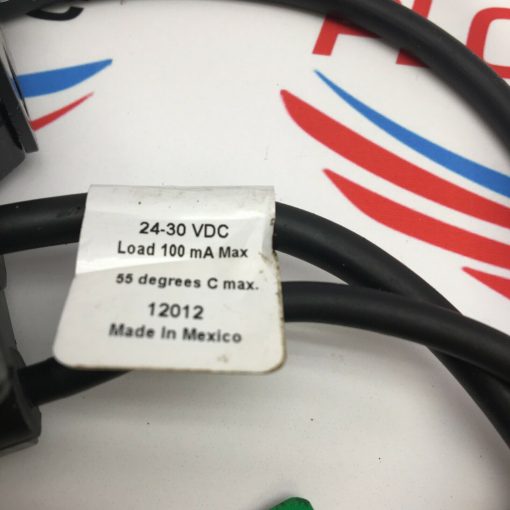 24-30 VDC
Load 100 mA Max
55 degrees C max.
12012
Made In Mexico